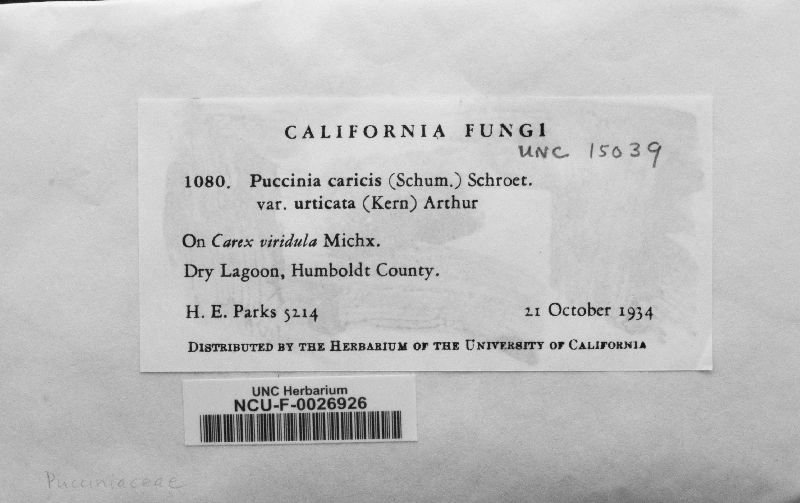 CALIFORNIA FUNGI
UNC 15039
1080. Puccinia caricis (Schum.) Schroet.
var. urticata (Kern) Arthur
On Carex viridula Michx.
Dry Lagoon, Humboldt County.
H. E. Parks 5214 21 October 1934
DISTRIBUTED BY THE HERBARIUM OF THE UNIVERSITY OF CALIFORNIA
UNC Herbarium
NCU-F-0026926
Pucciniaceae